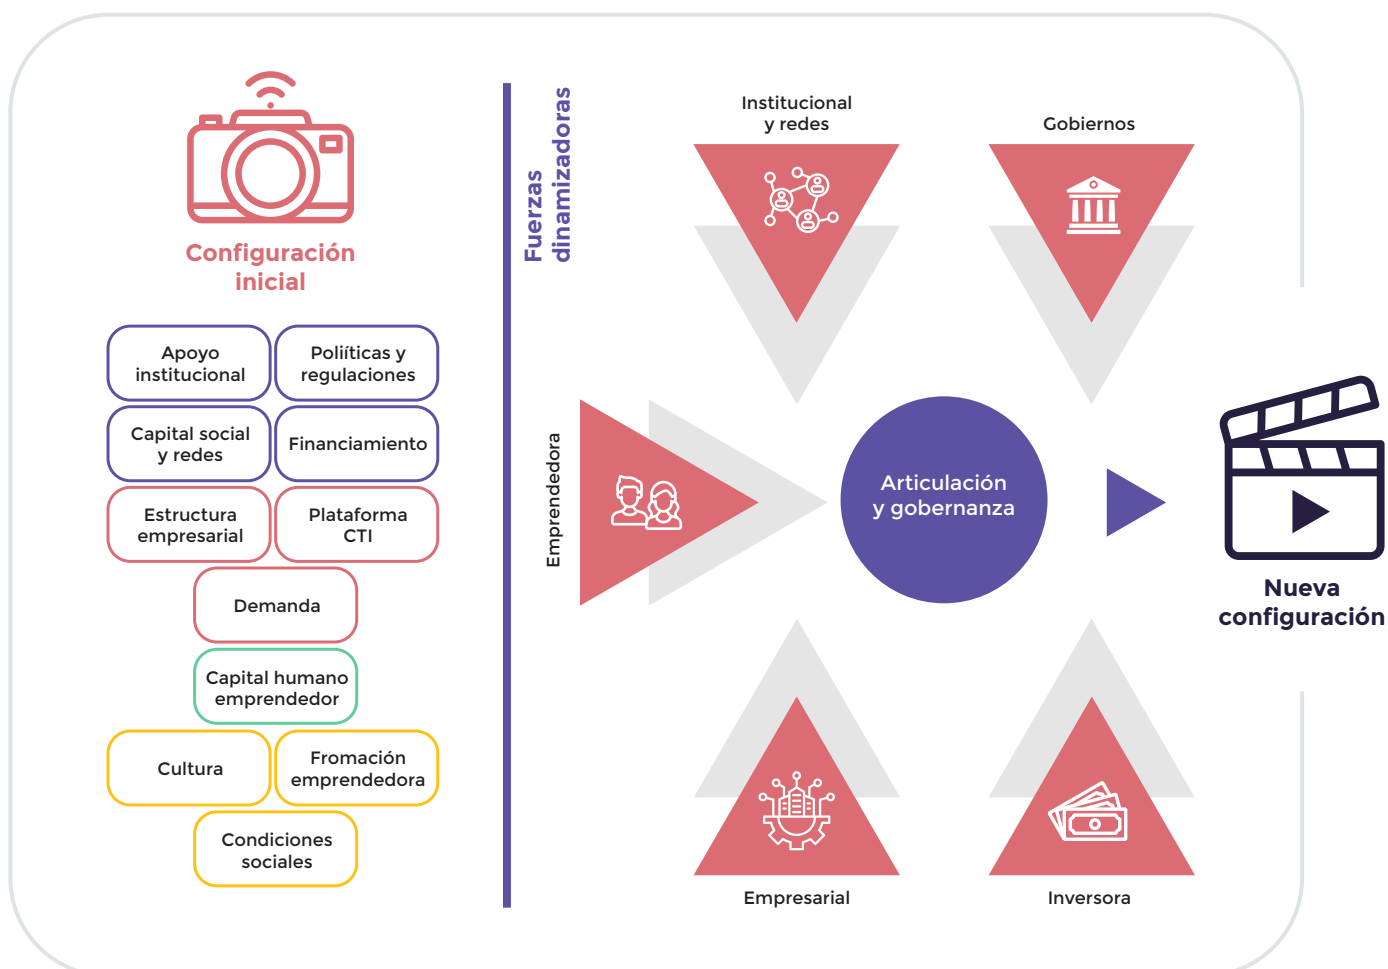 Configuración
inicial
Apoyo
institucional
Poliíticas y
regulaciones
Capital social
y redes
Financiamiento
Estructura
empresarial
Plataforma
CTI
Demanda
Capital humano
emprendedor
Cultura
Fromación
emprendedora
Condiciones
sociales
Fuerzas
dinamizadoras
Institucional
y redes
Gobiernos
Emprendedora
Articulación
y gobernanza
Empresarial
Inversora
Nueva
configuración